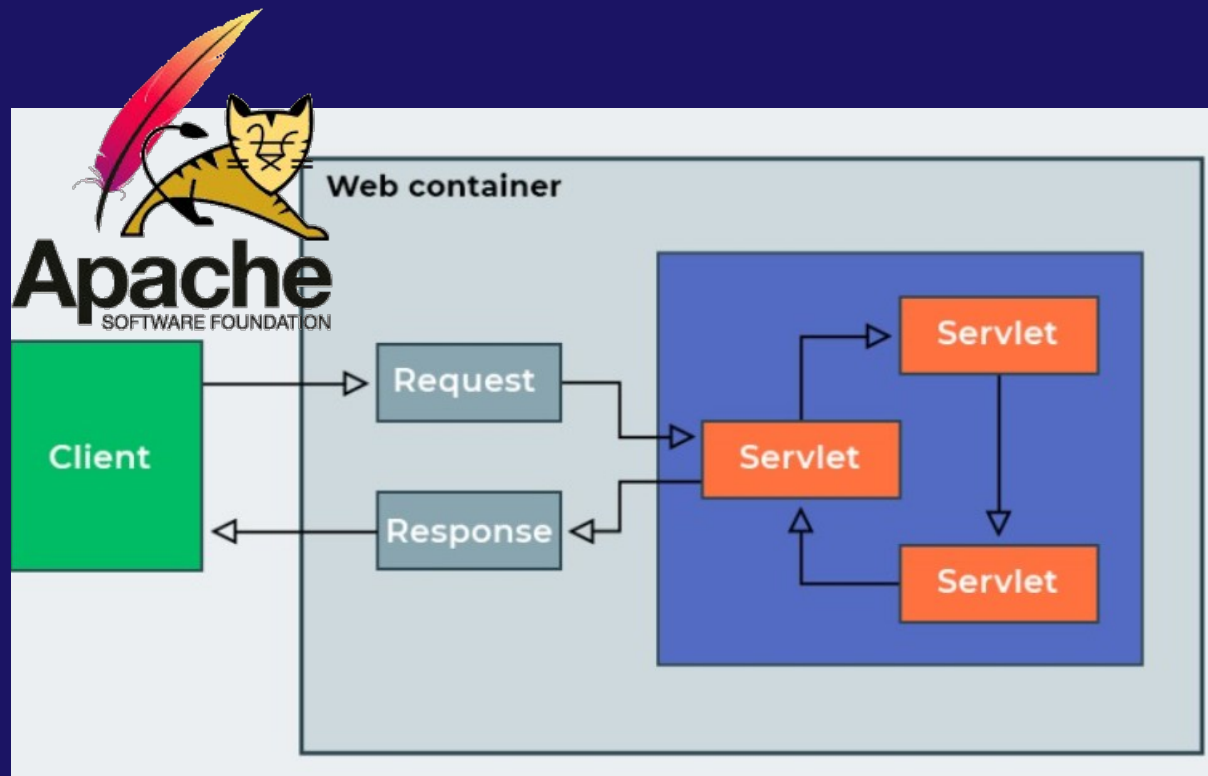 Apache
SOFTWARE FOUNDATION
Web container
Client
Request
Response
Servlet
Servlet
Servlet